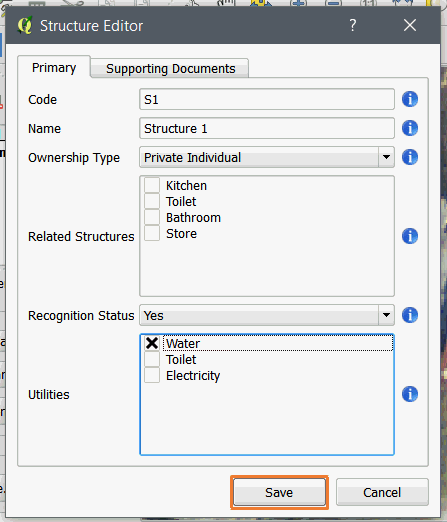 Structure Editor
Primary
Supporting Documents
Code S1
Name Structure 1
Ownership Type Private Individual
Related Structures
Kitchen
Toilet
Bathroom
Store
Recognition Status Yes
Utilities
Water
Toilet
Electricity
Save
Cancel